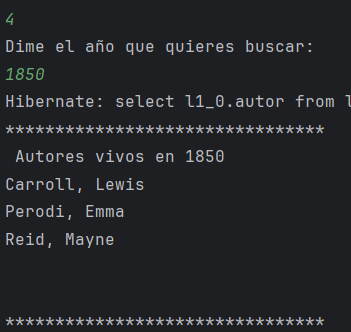 4
Dime el año que quieres buscar:
1850
Hibernate: select l1_0.autor from
********************************
Autores vivos en 1850
Carroll, Lewis
Perodi, Emma
Reid, Mayne
********************************